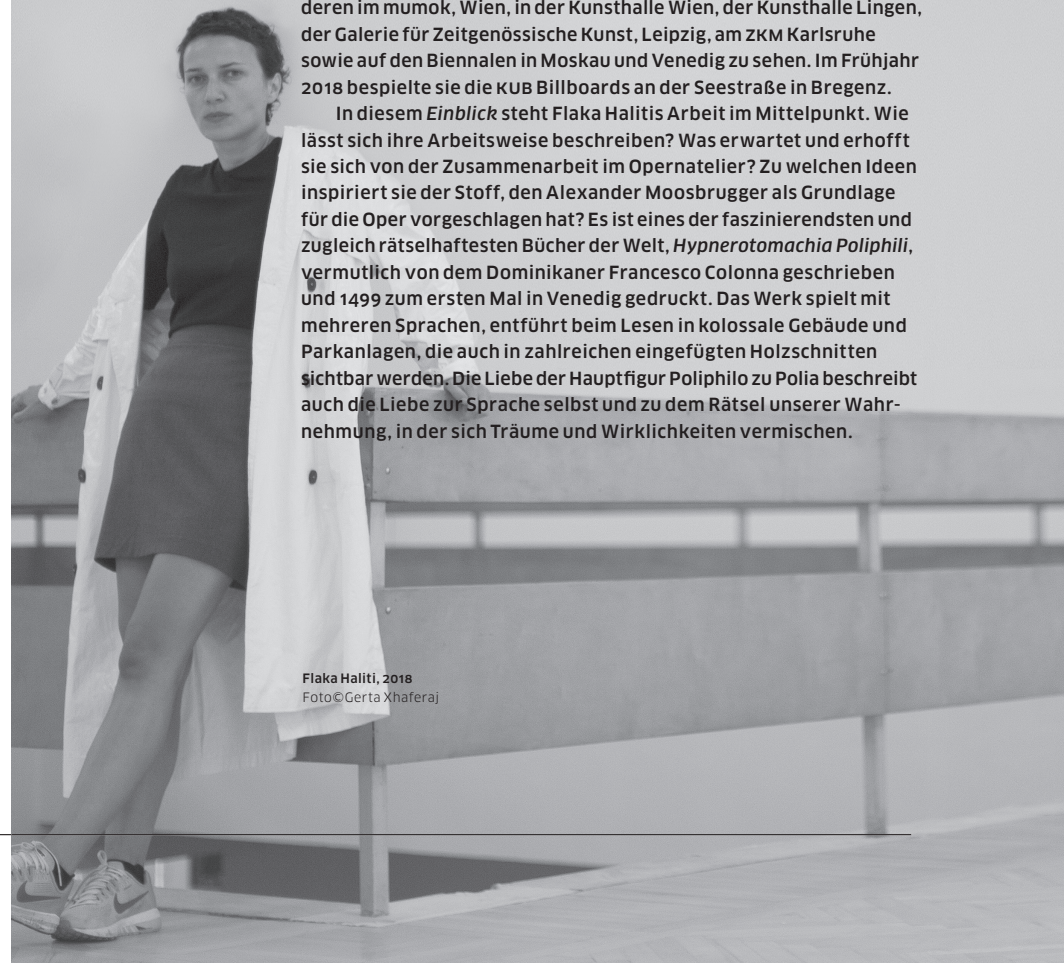 deren im mumok, Wien, in der Kunsthalle Wien, der Kunsthalle Lingen,
der Galerie für Zeitgenössische Kunst, Leipzig, am ZKM Karlsruhe
sowie auf den Biennalen in Moskau und Venedig zu sehen. Im Frühjahr
2018 bespielte sie die KUB Billboards an der Seestraße in Bregenz.
In diesem Einblick steht Flaka Halitis Arbeit im Mittelpunkt. Wie
lässt sich ihre Arbeitsweise beschreiben? Was erwartet und erhofft
sie sich von der Zusammenarbeit im Opernatelier? Zu welchen Ideen
inspiriert sie der Stoff, den Alexander Moosbrugger als Grundlage
für die Oper vorgeschlagen hat? Es ist eines der faszinierendsten und
zugleich rätselhaftesten Bücher der Welt, Hypnerotomachia Poliphili,
vermutlich von dem Dominikaner Francesco Colonna geschrieben
und 1499 zum ersten Mal in Venedig gedruckt. Das Werk spielt mit
mehreren Sprachen, entführt beim Lesen in kolossale Gebäude und
Parkanlagen, die auch in zahlreichen eingefügten Holzschnitten
sichtbar werden. Die Liebe der Hauptfigur Poliphilo zu Polia beschreibt
auch die Liebe zur Sprache selbst und zu dem Rätsel unserer Wahr-
nehmung, in der sich Träume und Wirklichkeiten vermischen.
Flaka Haliti, 2018
Foto©Gerta Xhaferaj